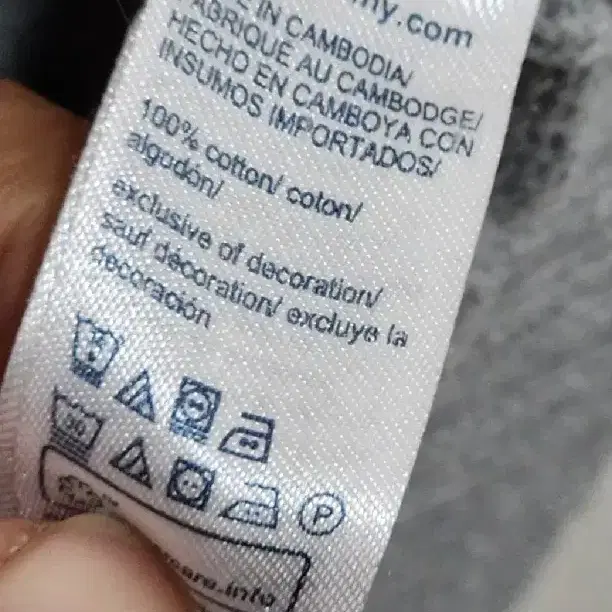 ny.com
E IN CAMBODIA/
FABRIQUE AU CAMBODGE/
HECHO EN CAMBOYA CON
INSUMOS IMPORTADOS/
100% cotton/ coton/
algodón/
exclusive of decoration/
sauf décoration/ excluye la
decoración
30
P
care.info